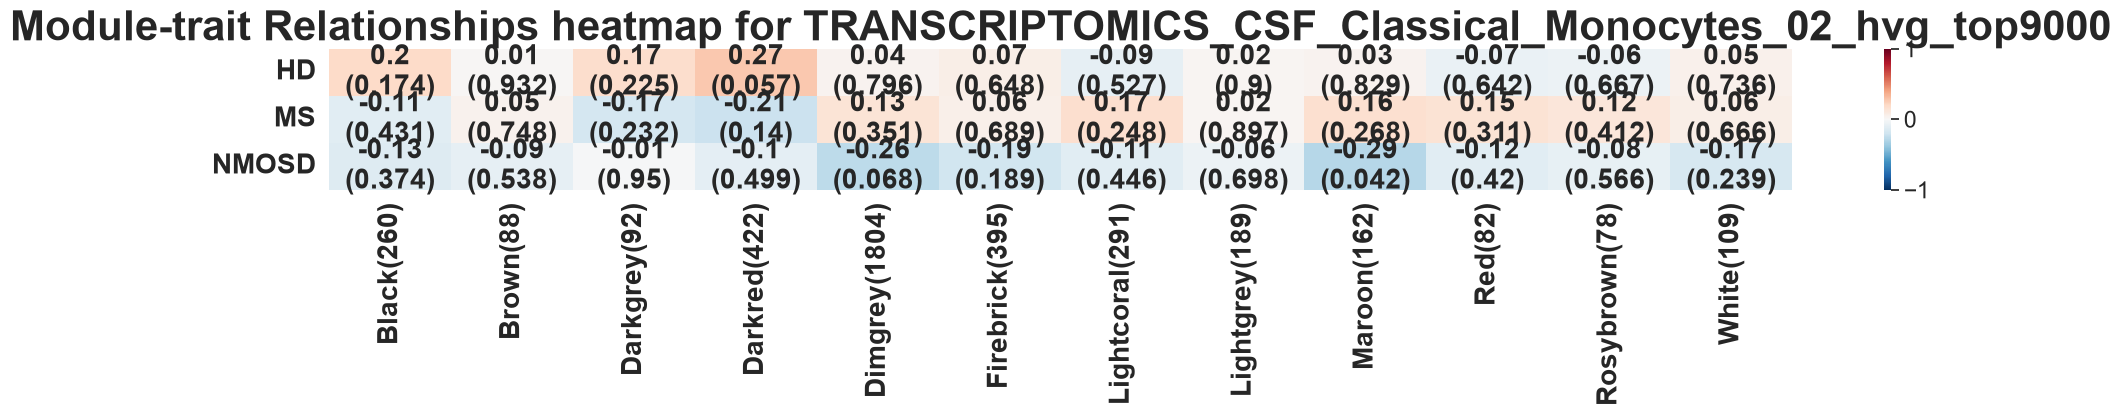 Module-trait Relationships heatmap for TRANSCRIPTOMICS_CSF_Classical_Monocytes_02_hvg_top9000
HD
0.2 0.01 0.17 0.27 0.04 0.07 -0.09 0.02 0.03 -0.07 -0.06 0.05
(0.174) (0.932) (0.225) (0.057) (0.796) (0.648) (0.527) (0.9) (0.829) (0.642) (0.667) (0.736)
MS
-0.11 0.05 -0.17 -0.21 0.13 0.06 0.17 0.02 0.16 0.15 0.12 0.06
(0.431) (0.748) (0.232) (0.14) (0.351) (0.689) (0.248) (0.897) (0.268) (0.311) (0.412) (0.666)
NMOSD
-0.13 -0.09 -0.01 -0.1 -0.26 -0.19 -0.11 -0.06 -0.29 -0.12 -0.08 -0.17
(0.374) (0.538) (0.95) (0.499) (0.068) (0.189) (0.446) (0.698) (0.042) (0.42) (0.566) (0.239)
Black(260)
Brown(88)
Darkgrey(92)
Darkred(422)
Dimgrey(1804)
Firebrick(395)
Lightcoral(291)
Lightgrey(189)
Maroon(162)
Red(82)
Rosybrown(78)
White(109)
1
0
−1